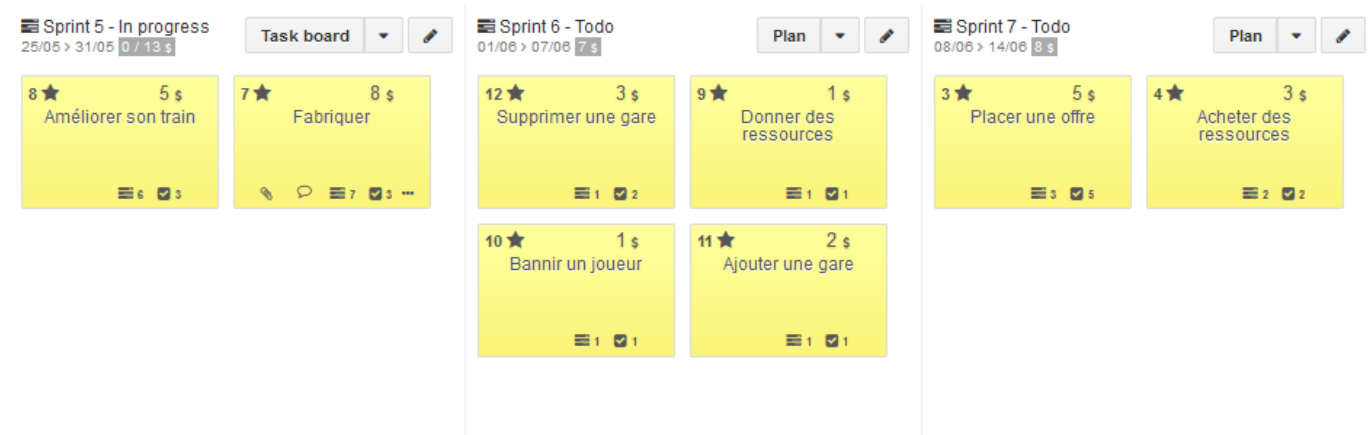 Sprint 5 - In progress
25/05 > 31/05 0 / 13 $
Task board
8 5 $
Améliorer son train
6 3
7 8 $
Fabriquer
7 3 ...
Sprint 6 - Todo
01/06 > 07/06 7 $
Plan
12 3 $
Supprimer une gare
1 2
9 1 $
Donner des
ressources
1 1
10 1 $
Bannir un joueur
1 1
11 2 $
Ajouter une gare
1 1
Sprint 7 - Todo
08/06 > 14/06 8 $
Plan
3 5 $
Placer une offre
3 5
4 3 $
Acheter des
ressources
2 2